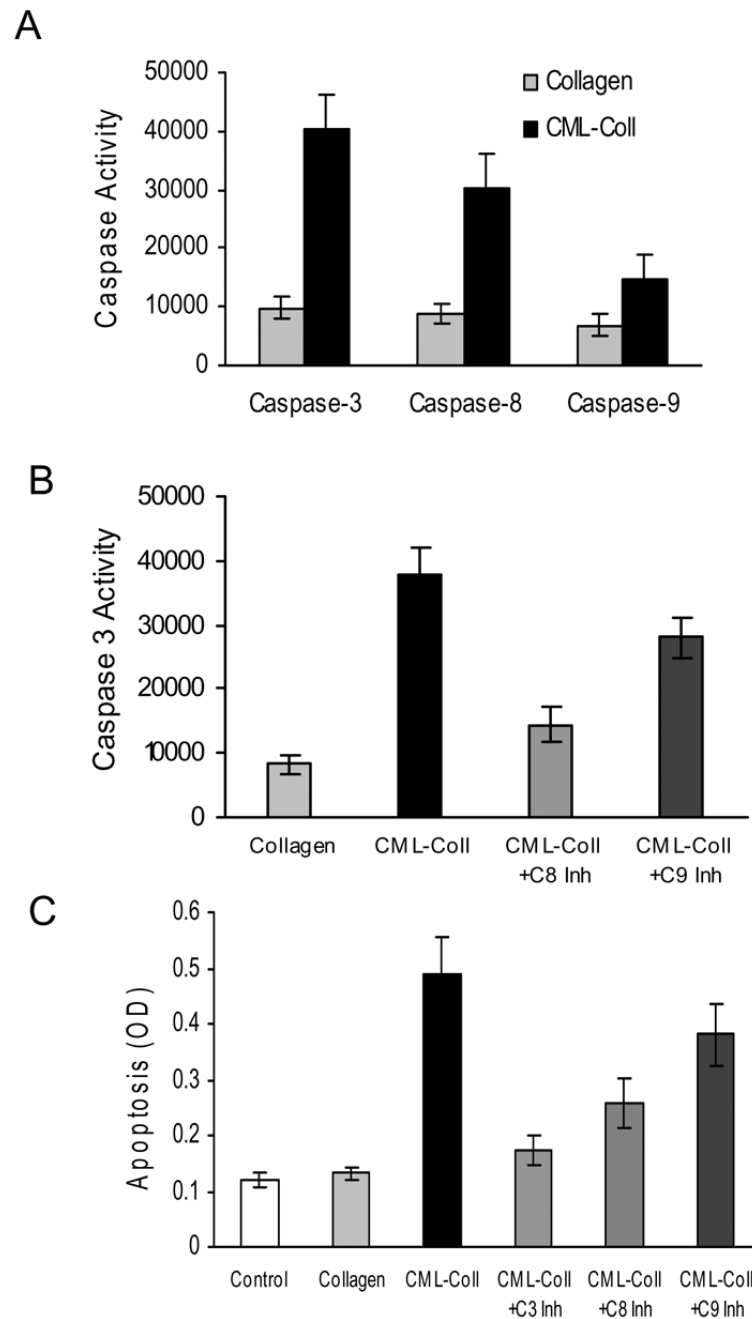 A
Caspase Activity
50000
40000
30000
20000
10000
0
Collagen
CML-Coll
Caspase-3 Caspase-8 Caspase-9
B
Caspase 3 Activity
50000
40000
30000
20000
10000
0
Collagen CML-Coll CML-Coll CML-Coll
+C8 Inh +C9 Inh
C
Apoptosis (OD)
0.6
0.5
0.4
0.3
0.2
0.1
0
Control Collagen CML-Coll CML-Coll CML-Coll CML-Coll
+C3 Inh +C8 Inh +C9 Inh